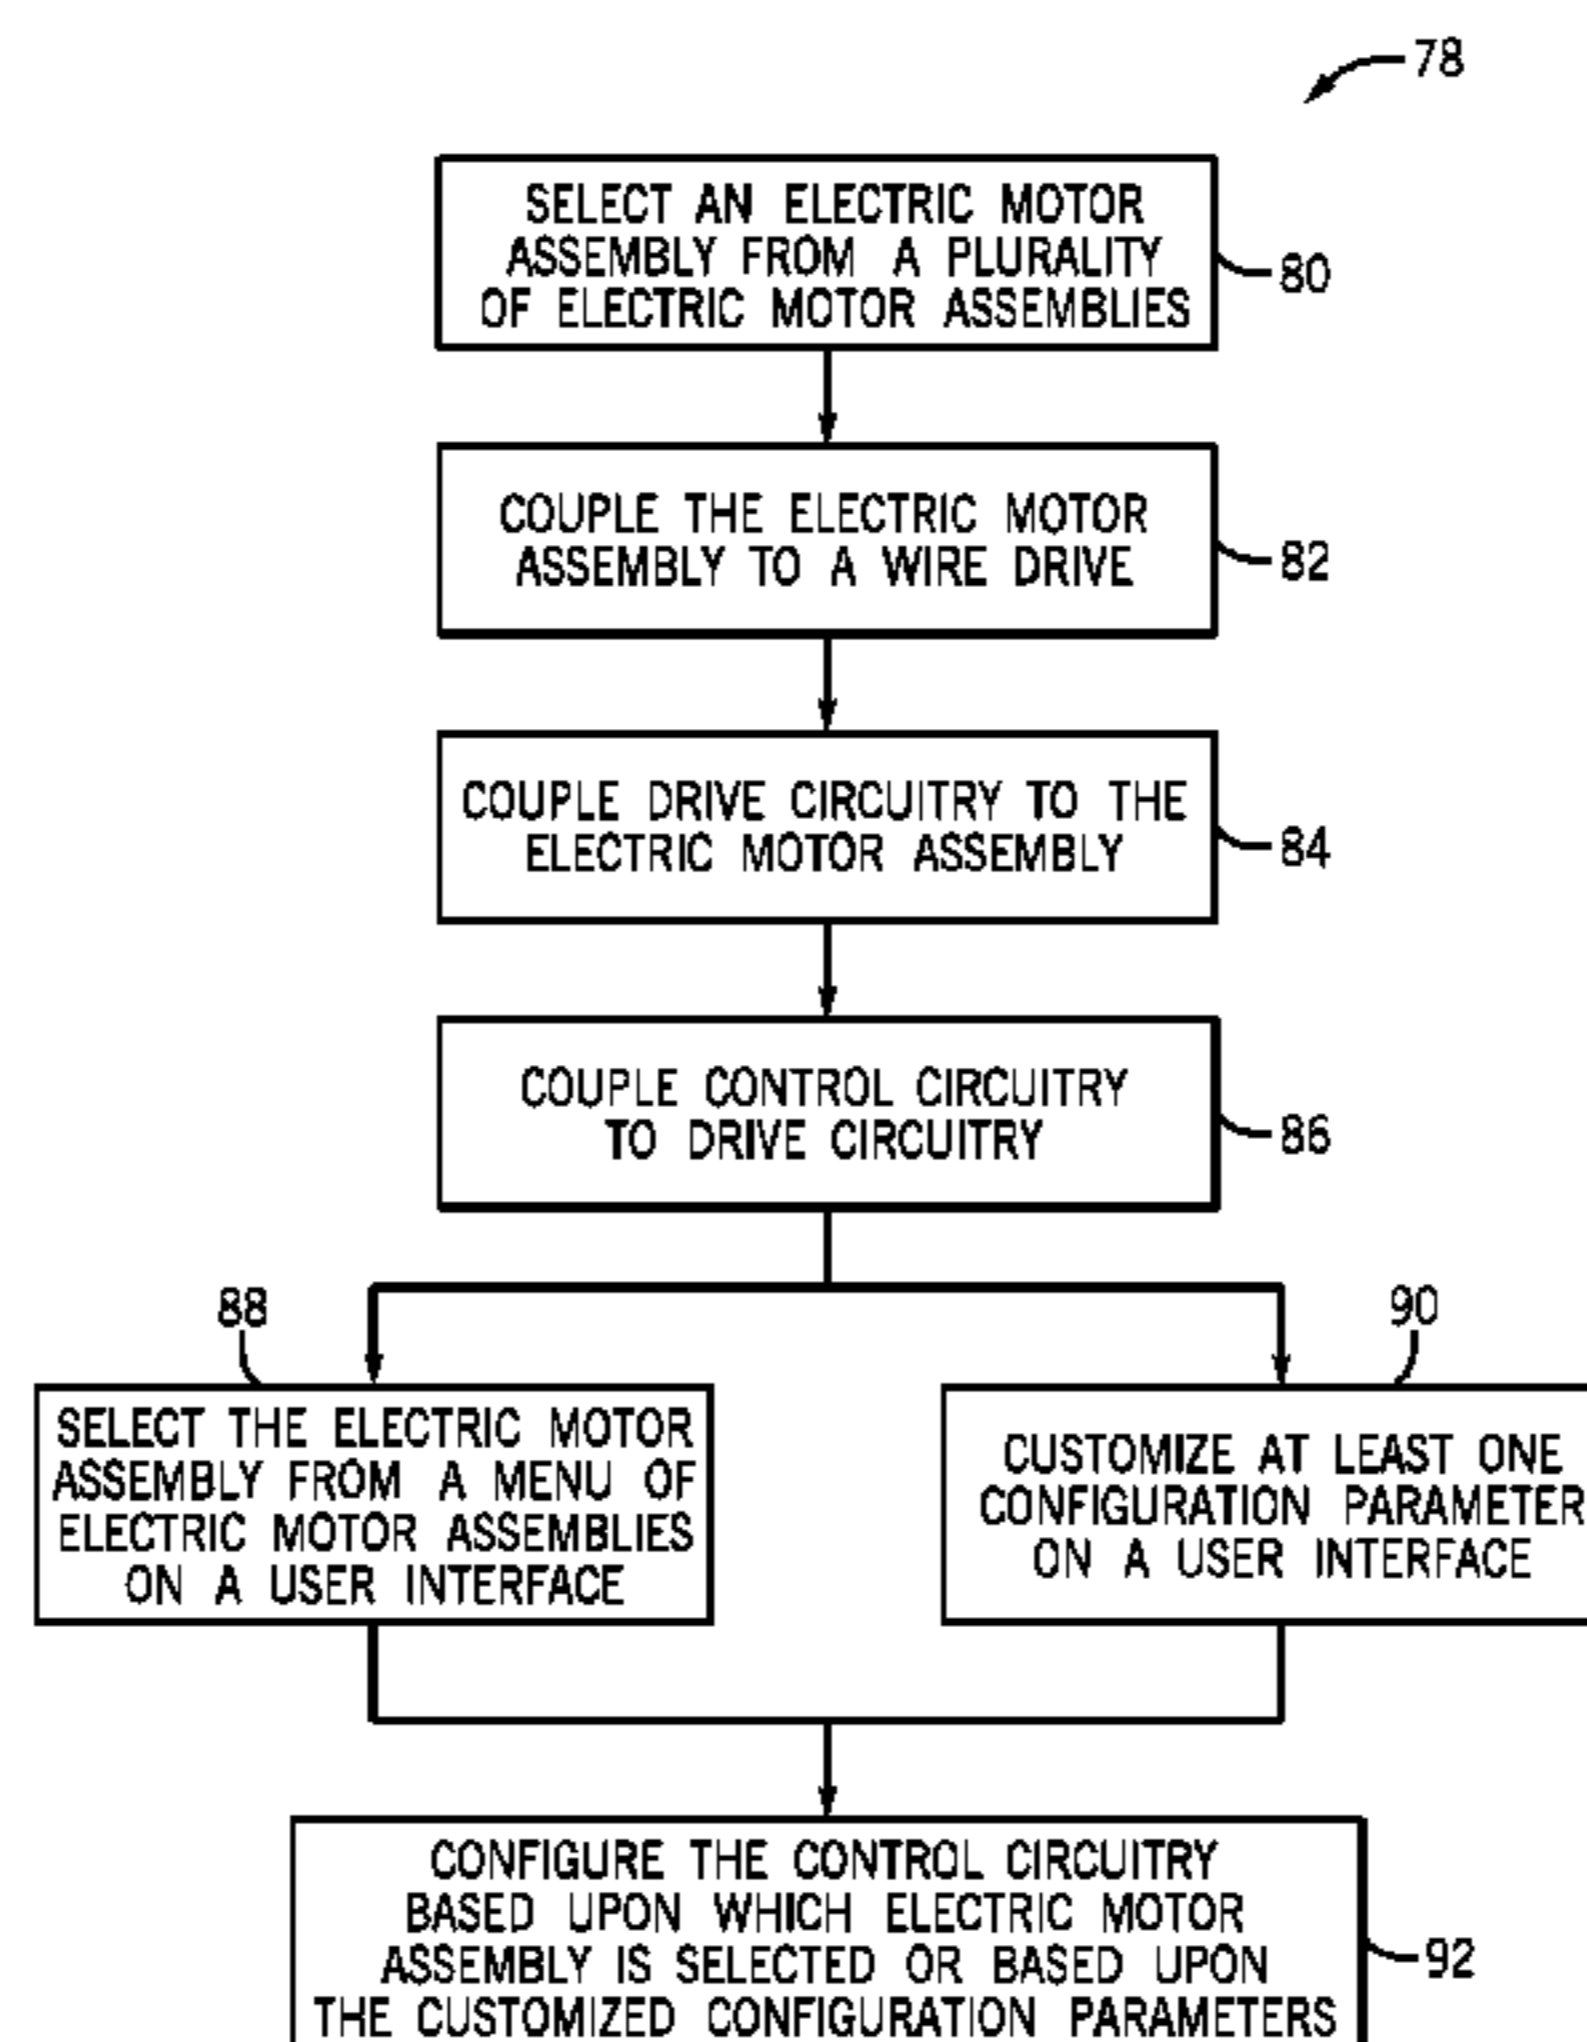 78
SELECT AN ELECTRIC MOTOR
ASSEMBLY FROM A PLURALITY
OF ELECTRIC MOTOR ASSEMBLIES
80
COUPLE THE ELECTRIC MOTOR
ASSEMBLY TO A WIRE DRIVE
82
COUPLE DRIVE CIRCUITRY TO THE
ELECTRIC MOTOR ASSEMBLY
84
COUPLE CONTROL CIRCUITRY
TO DRIVE CIRCUITRY
86
88
SELECT THE ELECTRIC MOTOR
ASSEMBLY FROM A MENU OF
ELECTRIC MOTOR ASSEMBLIES
ON A USER INTERFACE
90
CUSTOMIZE AT LEAST ONE
CONFIGURATION PARAMETER
ON A USER INTERFACE
CONFIGURE THE CONTROL CIRCUITRY
BASED UPON WHICH ELECTRIC MOTOR
ASSEMBLY IS SELECTED OR BASED UPON
THE CUSTOMIZED CONFIGURATION PARAMETERS
92